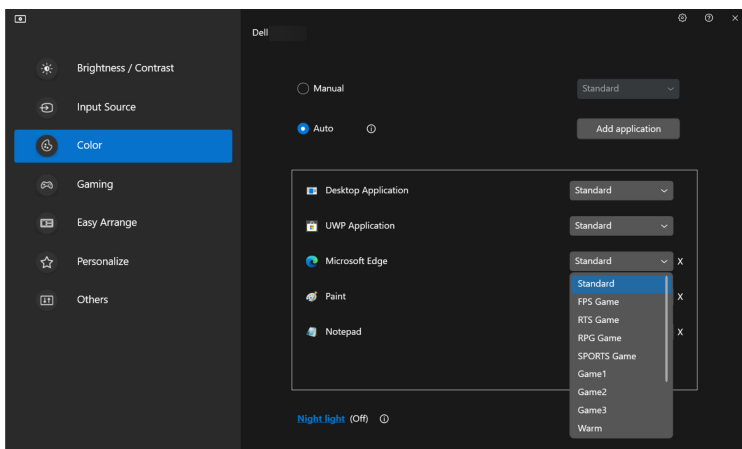 Dell
Brightness / Contrast
Input Source
Color
Gaming
Easy Arrange
Personalize
Others
Manual
Standard
Auto
Add application
Desktop Application
Standard
UWP Application
Standard
Microsoft Edge
Standard
X
Paint
X
Notepad
X
Standard
FPS Game
RTS Game
RPG Game
SPORTS Game
Game1
Game2
Game3
Warm
Night light (Off)